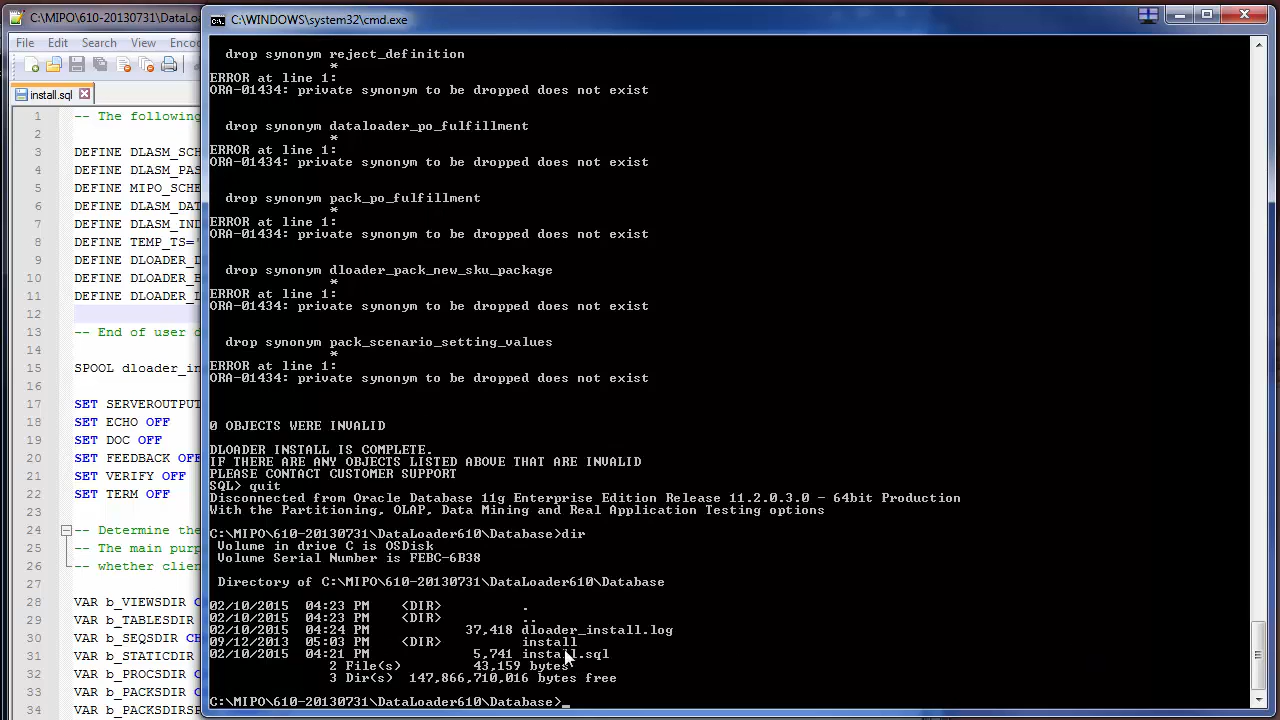 C:\MIPO\610-20130731\DataLoa
File Edit Search View Enco
install.sql
1 -- The following
2
3 DEFINE DLASM_SCH
4 DEFINE DLASM_PAS
5 DEFINE MIPO_SCHE
6 DEFINE DLASM_DAT
7 DEFINE DLASM_IND
8 DEFINE TEMP_TS='
9 DEFINE DLOADER_D
10 DEFINE DLOADER_B
11 DEFINE DLOADER_L
12
13 -- End of user d
14
15 SPOOL dloader_in
16
17 SET SERVEROUTPUT
18 SET ECHO OFF
19 SET DOC OFF
20 SET FEEDBACK OFF
21 SET VERIFY OFF
22 SET TERM OFF
23
24 -- Determine the
25 -- The main purp
26 -- whether clien
27
28 VAR b_VIEWSDIR C
29 VAR b_TABLESDIR
30 VAR b_SEQSDIR CH
31 VAR b_STATICDIR
32 VAR b_PROCSDIR C
33 VAR b_PACKSDIR C
34 VAR b_PACKSDIRSP
C:\WINDOWS\system32\cmd.exe
drop synonym reject_definition
*
ERROR at line 1:
ORA-01434: private synonym to be dropped does not exist
drop synonym dataloader_po_fulfillment
*
ERROR at line 1:
ORA-01434: private synonym to be dropped does not exist
drop synonym pack_po_fulfillment
*
ERROR at line 1:
ORA-01434: private synonym to be dropped does not exist
drop synonym dloader_pack_new_sku_package
*
ERROR at line 1:
ORA-01434: private synonym to be dropped does not exist
drop synonym pack_scenario_setting_values
*
ERROR at line 1:
ORA-01434: private synonym to be dropped does not exist
0 OBJECTS WERE INVALID
DLOADER INSTALL IS COMPLETE.
IF THERE ARE ANY OBJECTS LISTED ABOVE THAT ARE INVALID
PLEASE CONTACT CUSTOMER SUPPORT
SQL> quit
Disconnected from Oracle Database 11g Enterprise Edition Release 11.2.0.3.0 - 64bit Production
With the Partitioning, OLAP, Data Mining and Real Application Testing options
C:\MIPO\610-20130731\DataLoader610\Database>dir
Volume in drive C is OSDisk
Volume Serial Number is FEBC-6B38
Directory of C:\MIPO\610-20130731\DataLoader610\Database
02/10/2015 04:23 PM <DIR> .
02/10/2015 04:23 PM <DIR> ..
02/10/2015 04:24 PM 37,418 dloader_install.log
09/12/2013 05:03 PM <DIR> install
02/10/2015 04:21 PM 5,741 install.sql
2 File(s) 43,159 bytes
3 Dir(s) 147,866,710,016 bytes free
C:\MIPO\610-20130731\DataLoader610\Database>_